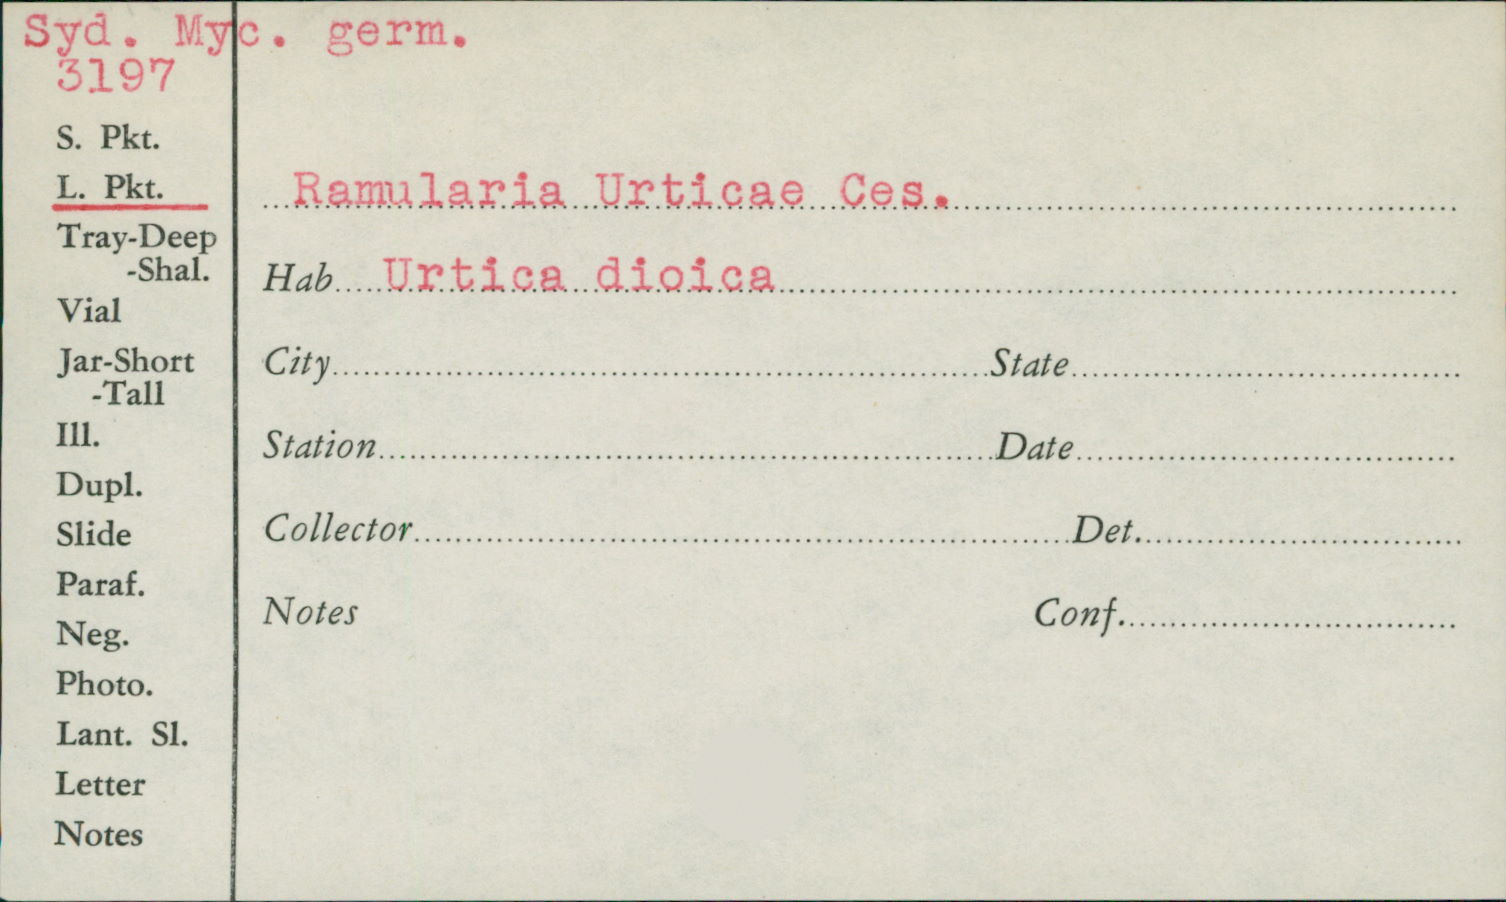 Syd. Myc. germ.
3197
S. Pkt.
L. Pkt.
Tray-Deep
-Shal.
Vial
Jar-Short
-Tall
Ill.
Dupl.
Slide
Paraf.
Neg.
Photo.
Lant. Sl.
Letter
Notes
Ramularia Urticae Ces.
Hab. Urtica dioica
City State
Station Date
Collector Det.
Notes Conf.